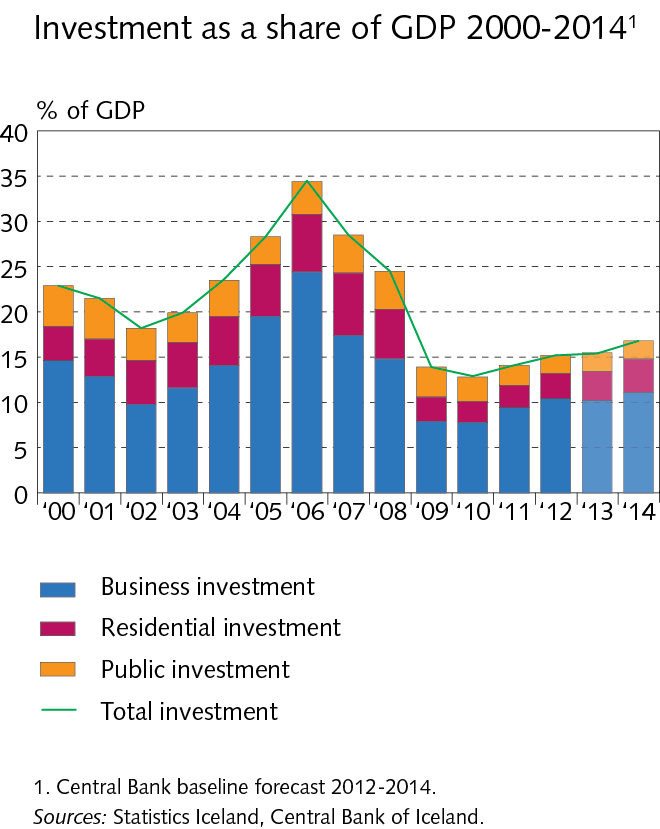 Investment as a share of GDP 2000-2014¹
% of GDP
40
35
30
25
20
15
10
5
0
‘00 ‘01 ‘02 ‘03 ‘04 ‘05 ‘06 ‘07 ‘08 ‘09 ‘10 ‘11 ‘12 ‘13 ‘14
Business investment
Residential investment
Public investment
Total investment
1. Central Bank baseline forecast 2012-2014.
Sources: Statistics Iceland, Central Bank of Iceland.